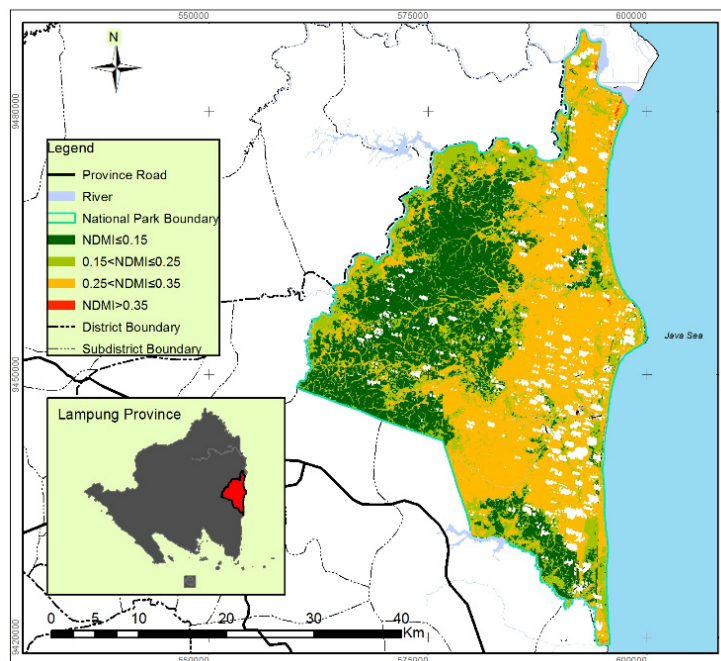 550000 575000 600000
N
9480000
Legend
Province Road
River
National Park Boundary
NDMI≤0.15
0.15<NDMI≤0.25
0.25<NDMI≤0.35
NDMI>0.35
District Boundary
Subdistrict Boundary
Java Sea
9450000
Lampung Province
0 5 10 20 30 40
Km
9420000
550000 575000 600000